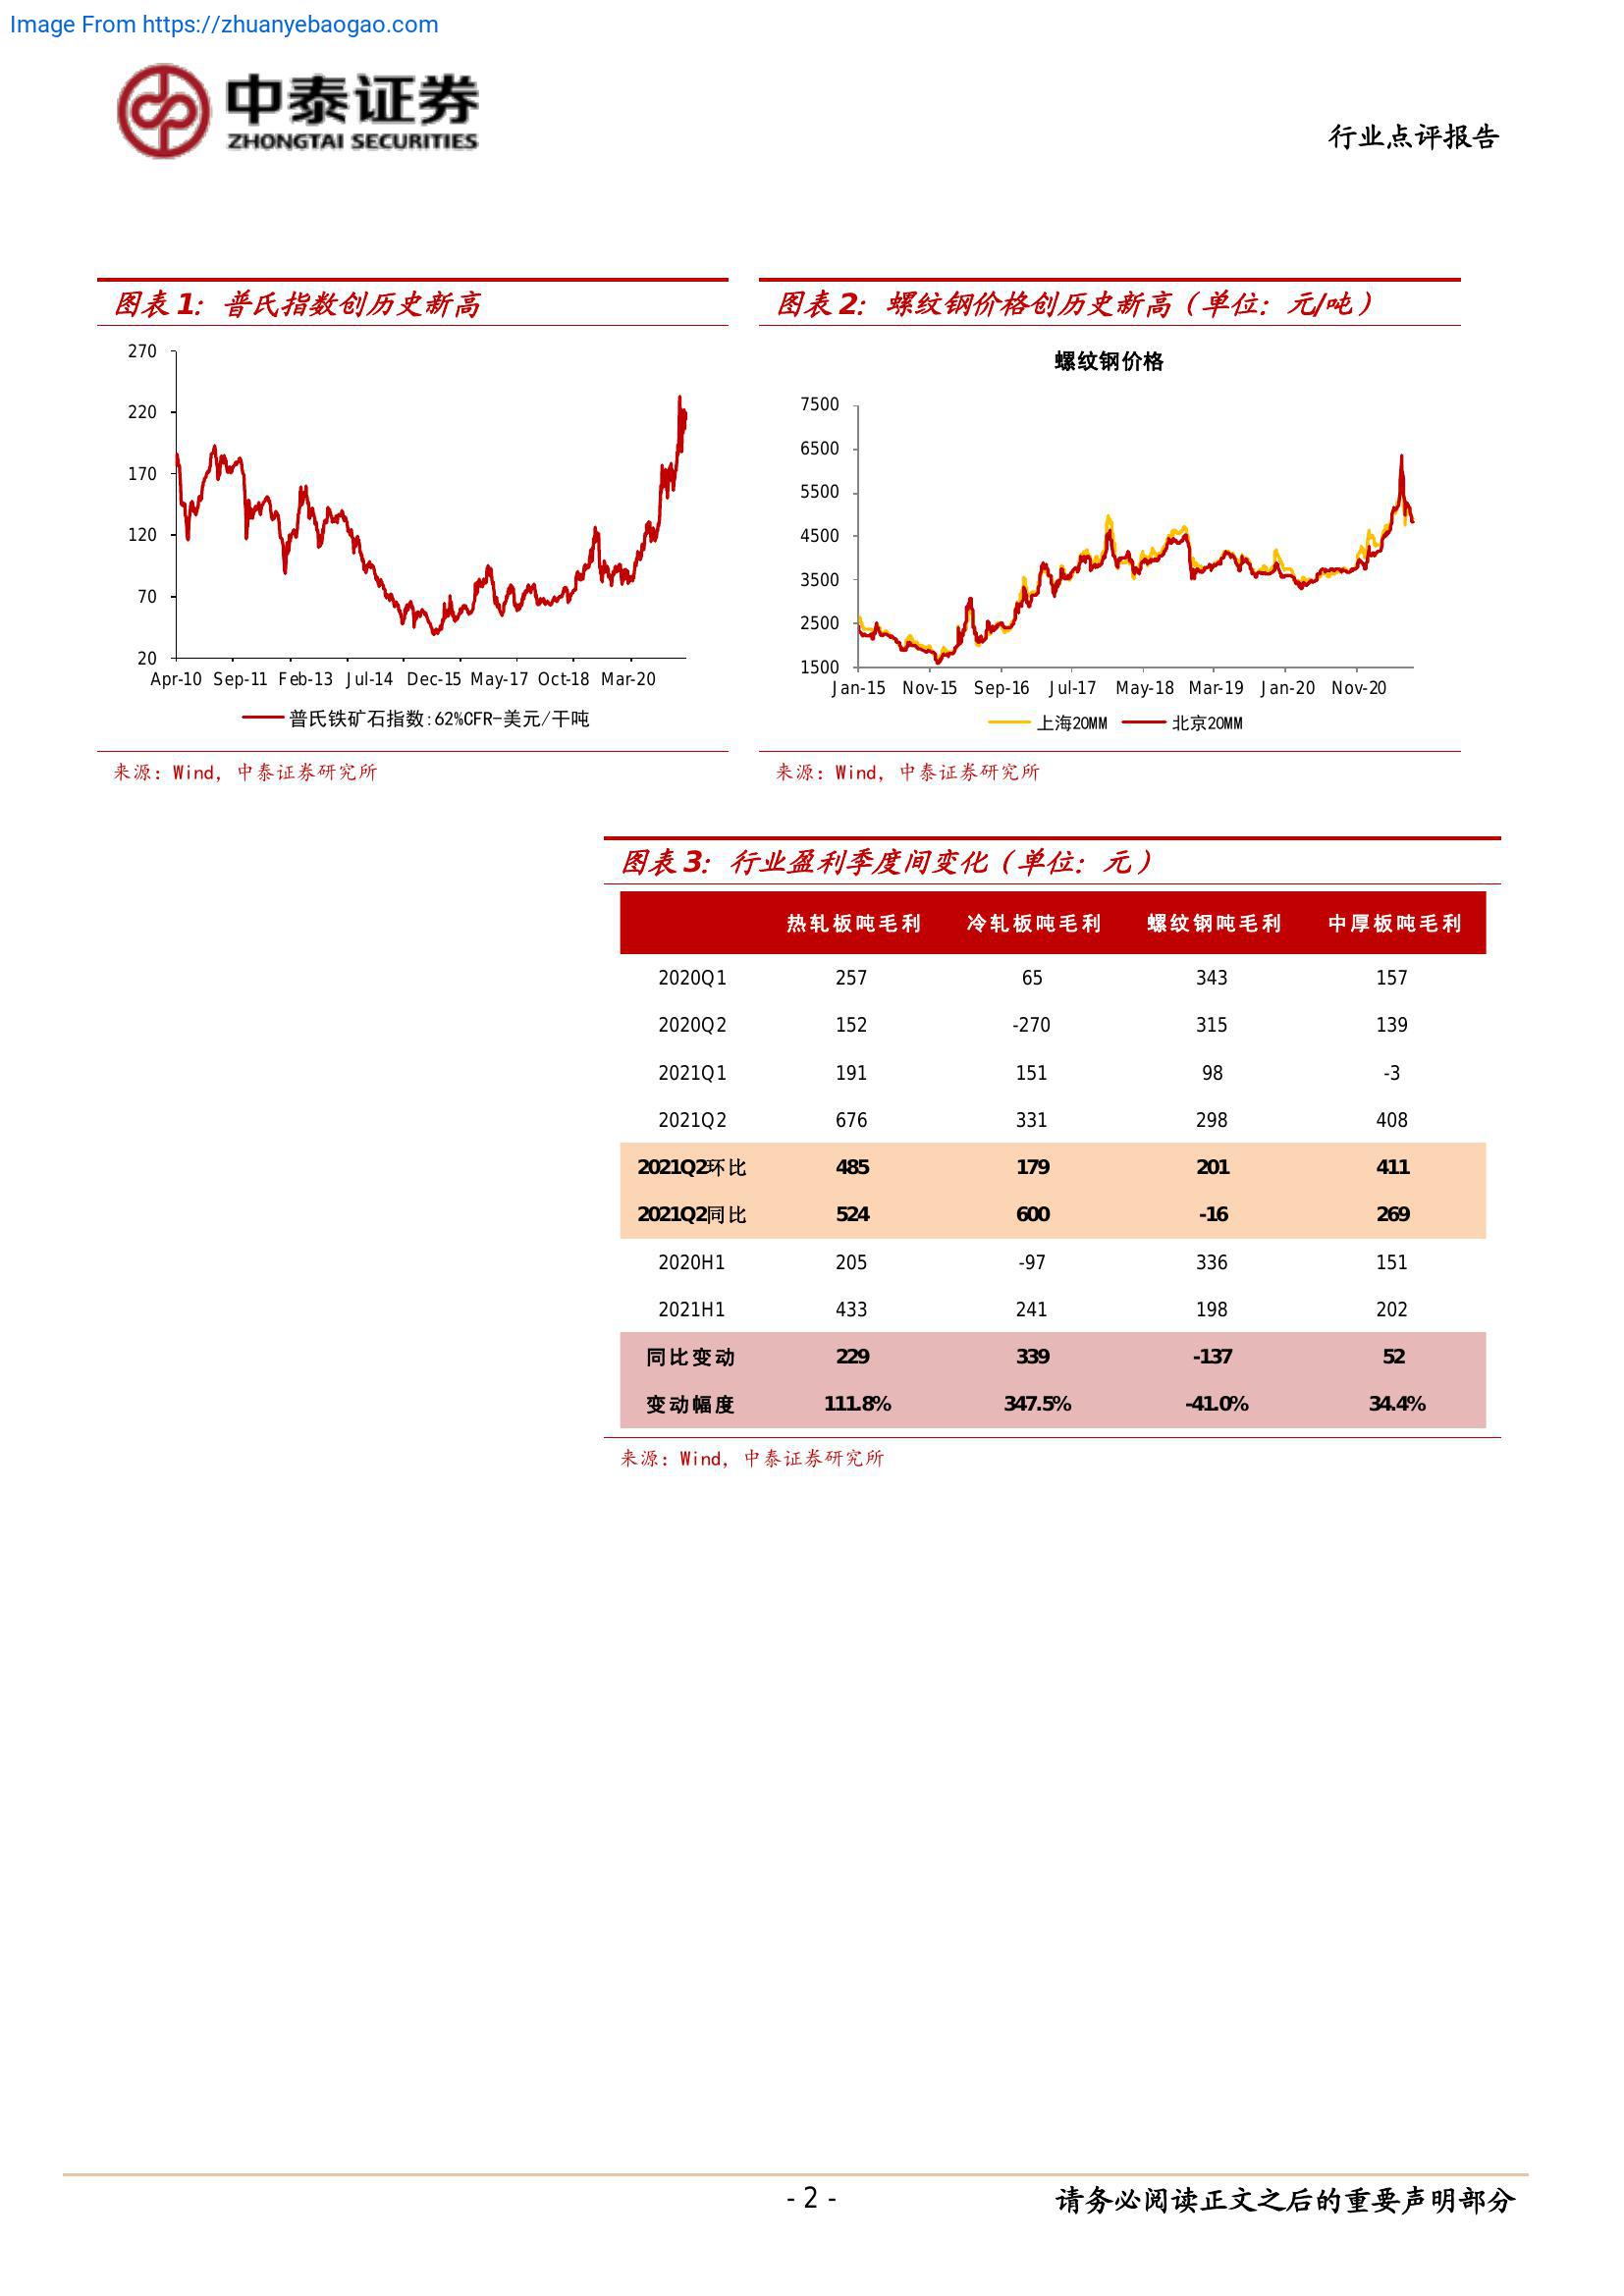 Image From https://zhuanyebaogao.com
中泰证券
ZHONGTAI SECURITIES
行业点评报告
图表1：普氏指数创历史新高
270
220
170
120
70
20
Apr-10 Sep-11 Feb-13 Jul-14 Dec-15 May-17 Oct-18 Mar-20
普氏铁矿石指数:62%CFR-美元/干吨
来源：Wind，中泰证券研究所
图表2：螺纹钢价格创历史新高（单位：元/吨）
螺纹钢价格
7500
6500
5500
4500
3500
2500
1500
Jan-15 Nov-15 Sep-16 Jul-17 May-18 Mar-19 Jan-20 Nov-20
上海20MM 北京20MM
来源：Wind，中泰证券研究所
图表3：行业盈利季度间变化（单位：元）
热轧板吨毛利 冷轧板吨毛利 螺纹钢吨毛利 中厚板吨毛利
2020Q1 257 65 343 157
2020Q2 152 -270 315 139
2021Q1 191 151 98 -3
2021Q2 676 331 298 408
2021Q2环比 485 179 201 411
2021Q2同比 524 600 -16 269
2020H1 205 -97 336 151
2021H1 433 241 198 202
同比变动 229 339 -137 52
变动幅度 111.8% 347.5% -41.0% 34.4%
来源：Wind，中泰证券研究所
- 2 -
请务必阅读正文之后的重要声明部分